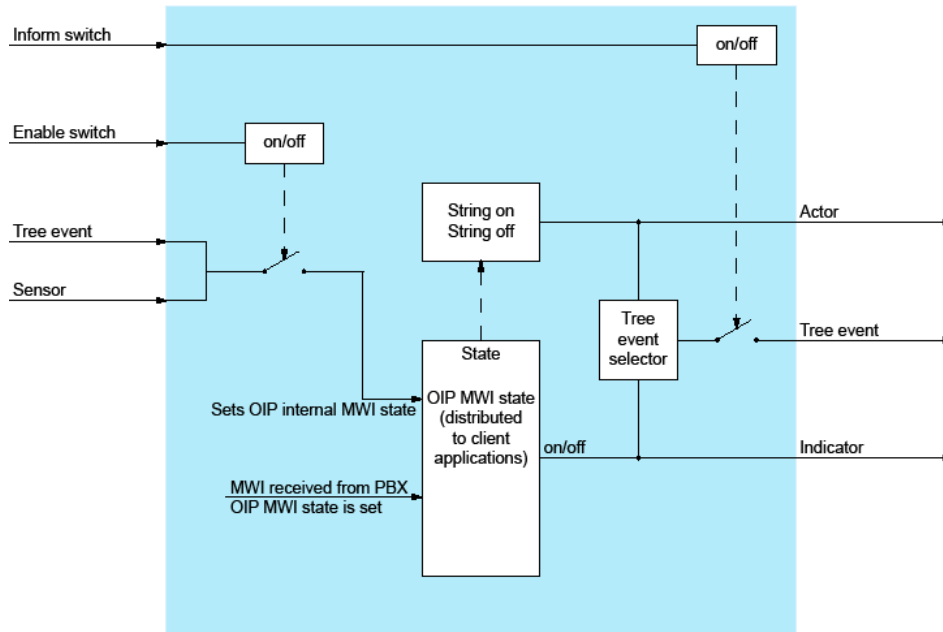 Inform switch
on/off
Enable switch
on/off
String on
String off
Actor
Tree event
Sensor
Tree
event
selector
Tree event
State
OIP MWI state
(distributed
to client
applications)
Sets OIP internal MWI state
on/off
Indicator
MWI received from PBX
OIP MWI state is set